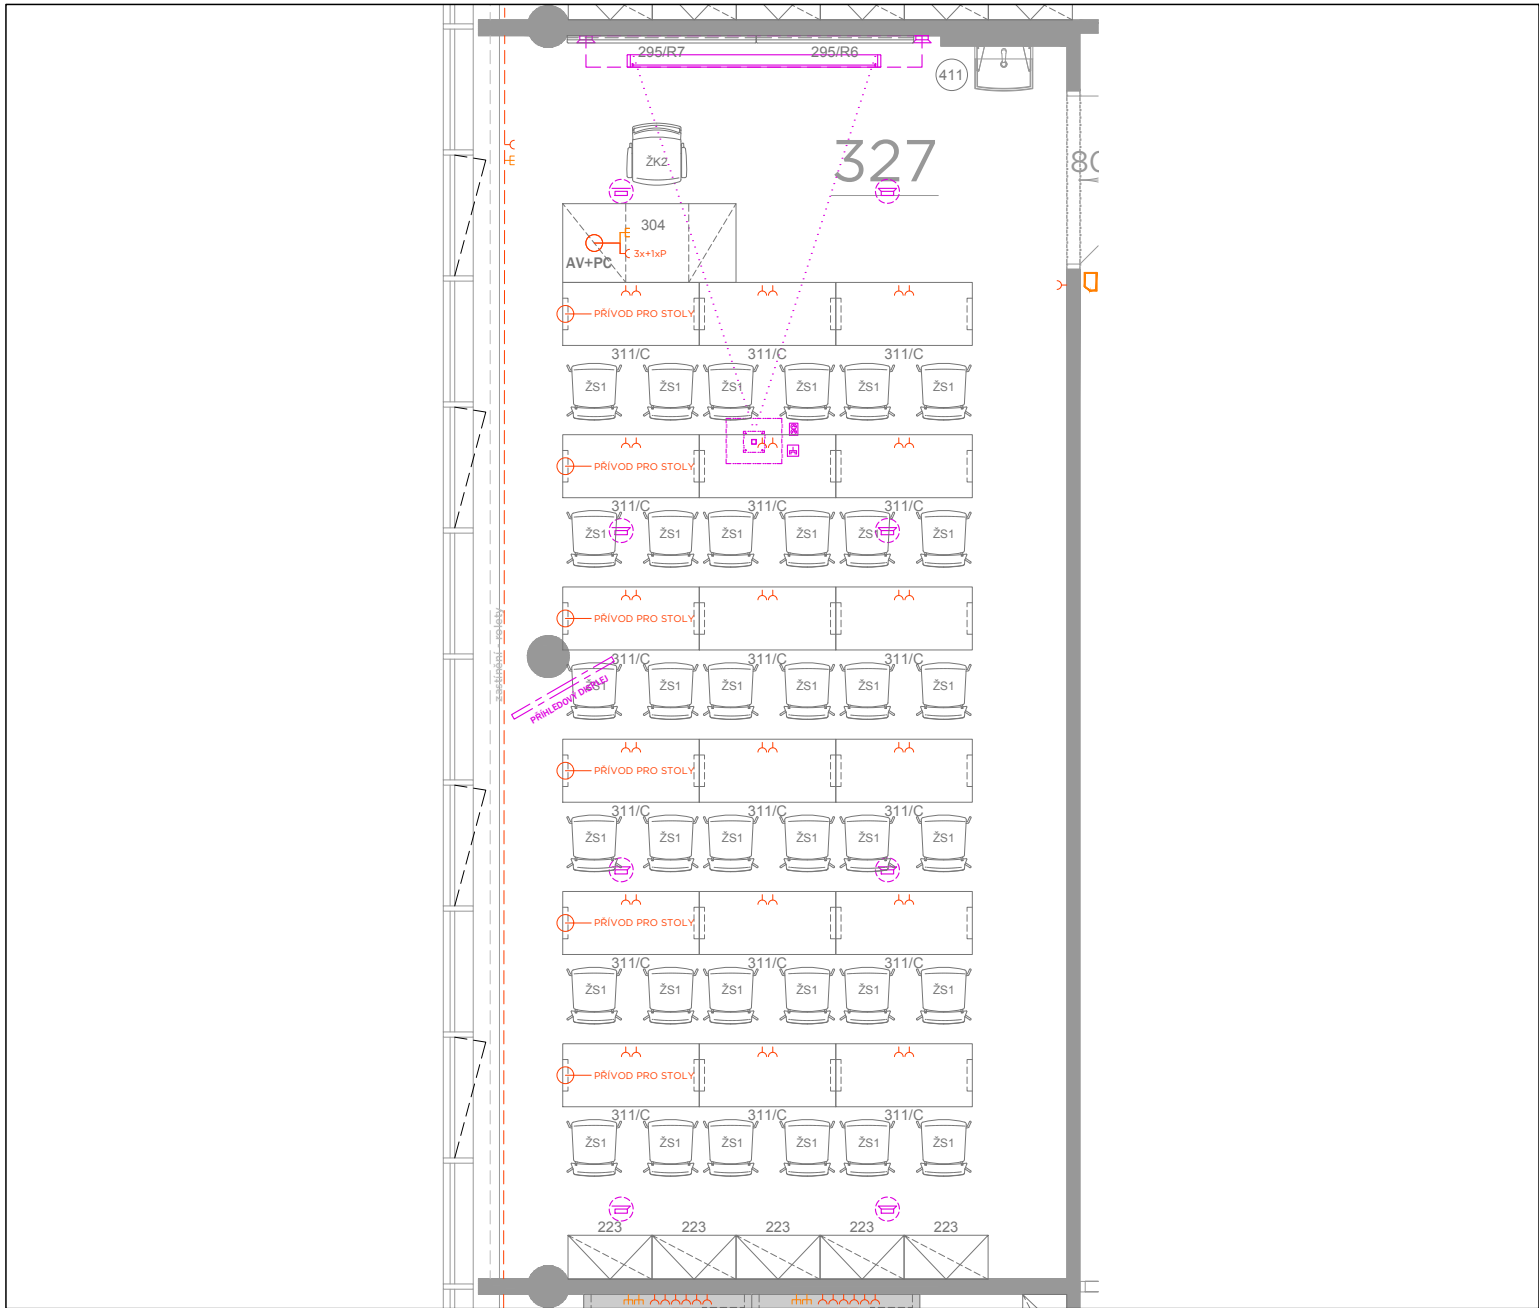 295/R7 295/R6
411
ŽK2
327
80
304
3x+1xP
AV+PC
PŘÍVOD PRO STOLY
311/C 311/C 311/C
ŽS1 ŽS1 ŽS1 ŽS1 ŽS1 ŽS1
PŘÍVOD PRO STOLY
311/C 311/C 311/C
ŽS1 ŽS1 ŽS1 ŽS1 ŽS1 ŽS1
PŘÍVOD PRO STOLY
zastínění - rolety
311/C 311/C 311/C
ŽS1 ŽS1 ŽS1 ŽS1 ŽS1 ŽS1
PŘÍHLEDOVÝ DISPLEJ
PŘÍVOD PRO STOLY
311/C 311/C 311/C
ŽS1 ŽS1 ŽS1 ŽS1 ŽS1 ŽS1
PŘÍVOD PRO STOLY
311/C 311/C 311/C
ŽS1 ŽS1 ŽS1 ŽS1 ŽS1 ŽS1
PŘÍVOD PRO STOLY
311/C 311/C 311/C
ŽS1 ŽS1 ŽS1 ŽS1 ŽS1 ŽS1
223 223 223 223 223